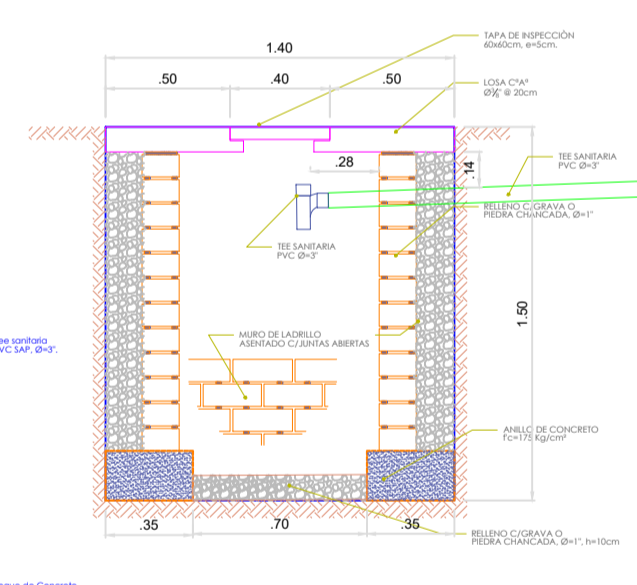 TAPA DE INSPECCIÓN
60x60cm, e=5cm.
1.40
.50
.40
.50
LOSA C°A°
Ø⅜" @ 20cm
.28
.14
TEE SANITARIA
PVC Ø=3"
RELLENO C/GRAVA O
PIEDRA CHANCADA, Ø=1"
TEE SANITARIA
PVC Ø=3"
1.50
MURO DE LADRILLO
ASENTADO C/JUNTAS ABIERTAS
ee sanitaria
VC SAP, Ø=3".
ANILLO DE CONCRETO
f'c=175 Kg/cm²
.35
.70
.35
RELLENO C/GRAVA O
PIEDRA CHANCADA, Ø=1", h=10cm